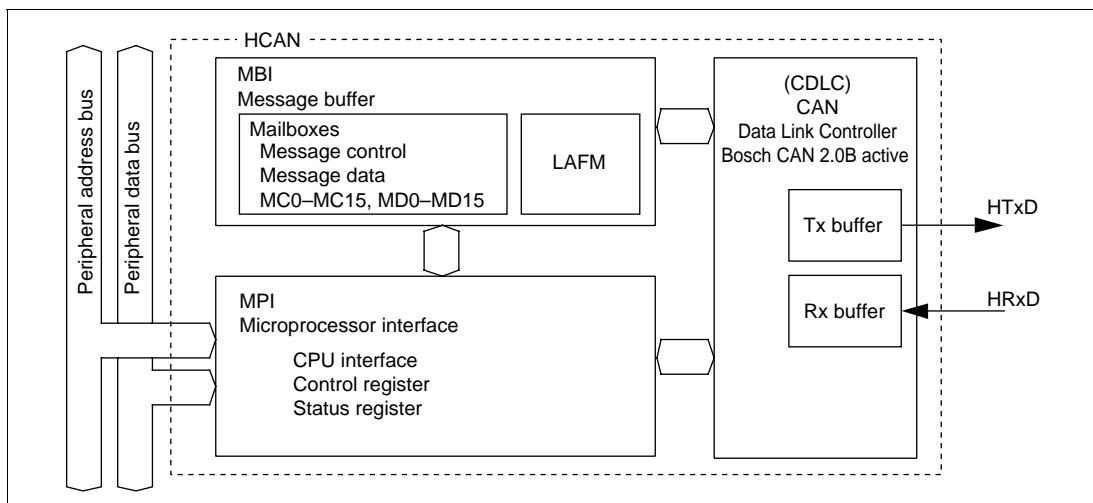 Peripheral address bus
Peripheral data bus
HCAN
MBI
Message buffer
Mailboxes
Message control
Message data
MC0–MC15, MD0–MD15
LAFM
(CDLC)
CAN
Data Link Controller
Bosch CAN 2.0B active
Tx buffer
HTxD
Rx buffer
HRxD
MPI
Microprocessor interface
CPU interface
Control register
Status register